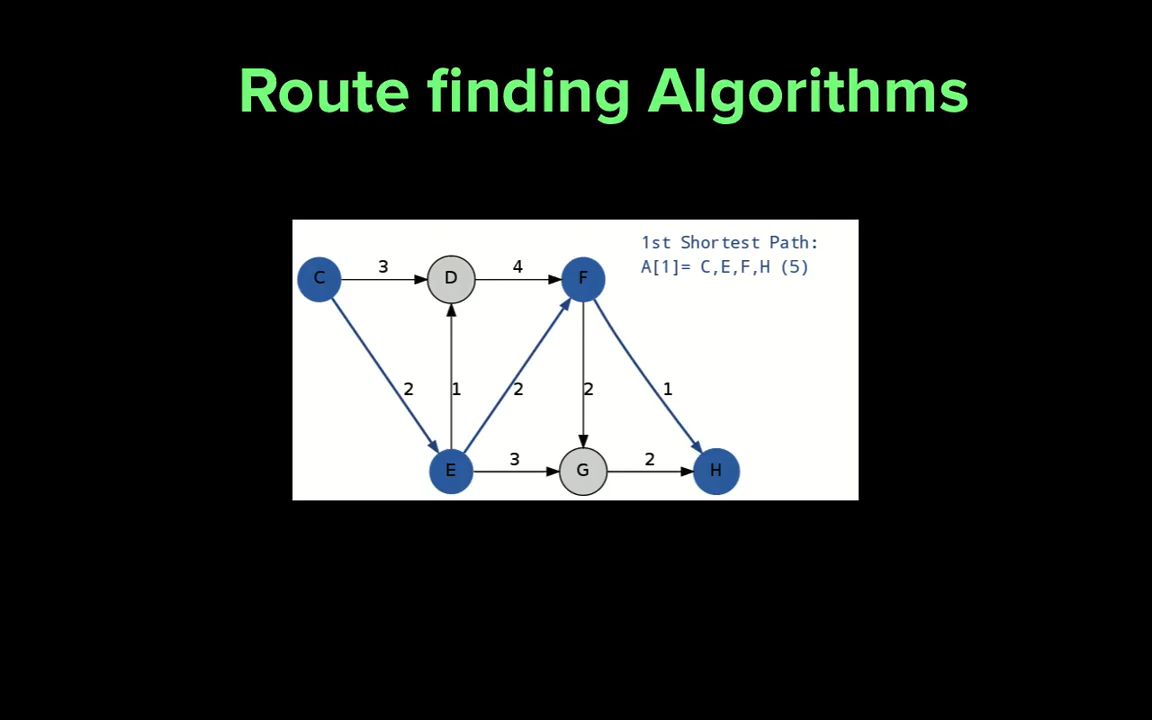 Route finding Algorithms
1st Shortest Path:
A[1]= C,E,F,H (5)
C
3
D
4
F
2
1
2
2
1
E
3
G
2
H